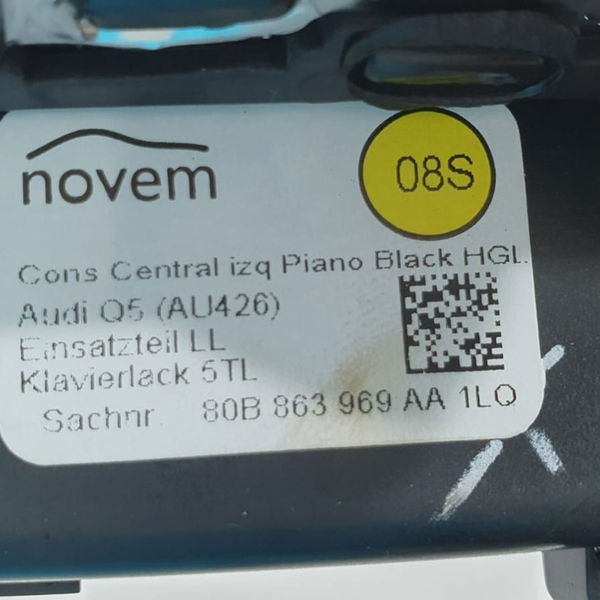 novem
08S
Cons Central izq Piano Black HGL.
Audi Q5 (AU426)
Einsatzteil LL
Klavierlack 5TL
Sachnr. 80B 863 969 AA 1LO